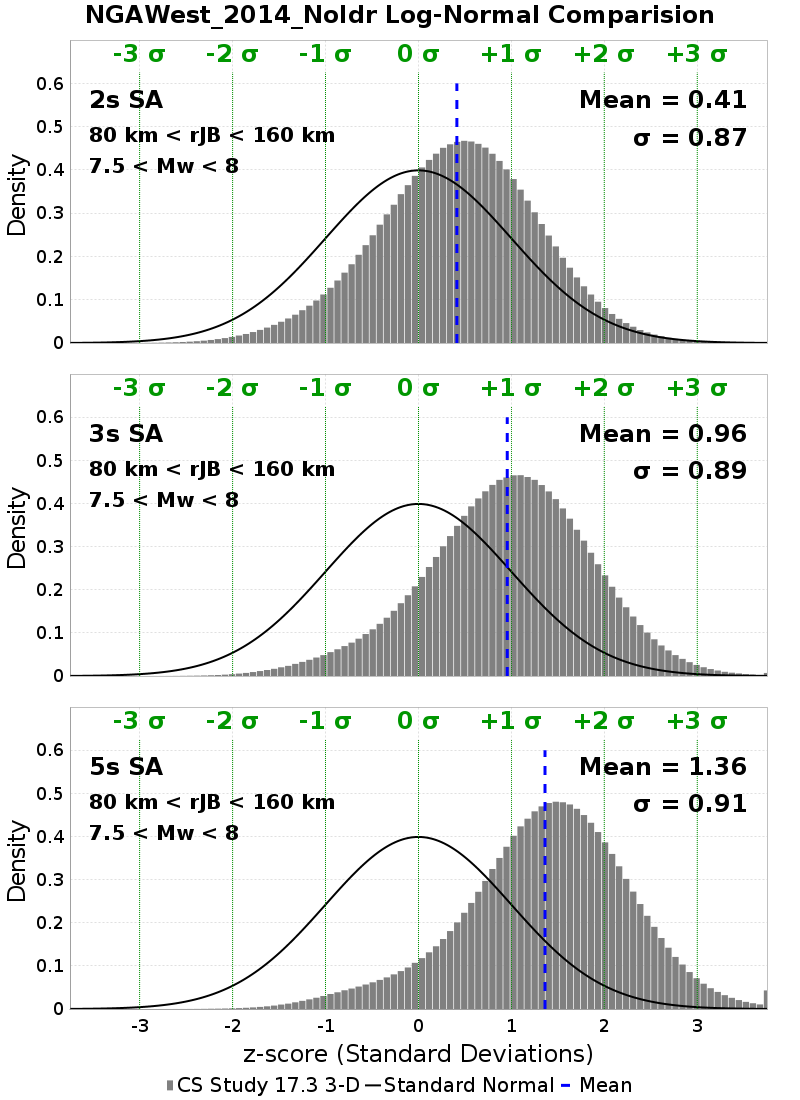 NGAWest_2014_NoIdr Log-Normal Comparision
-3 σ -2 σ -1 σ 0 σ +1 σ +2 σ +3 σ
0.6
2s SA Mean = 0.41
0.5
80 km < rJB < 160 km σ = 0.87
7.5 < Mw < 8
0.4
Density
0.3
0.2
0.1
0
-3 σ -2 σ -1 σ 0 σ +1 σ +2 σ +3 σ
0.6
3s SA Mean = 0.96
0.5
80 km < rJB < 160 km σ = 0.89
7.5 < Mw < 8
0.4
Density
0.3
0.2
0.1
0
-3 σ -2 σ -1 σ 0 σ +1 σ +2 σ +3 σ
0.6
5s SA Mean = 1.36
0.5
80 km < rJB < 160 km σ = 0.91
7.5 < Mw < 8
0.4
Density
0.3
0.2
0.1
0
-3 -2 -1 0 1 2 3
z-score (Standard Deviations)
CS Study 17.3 3-D Standard Normal Mean